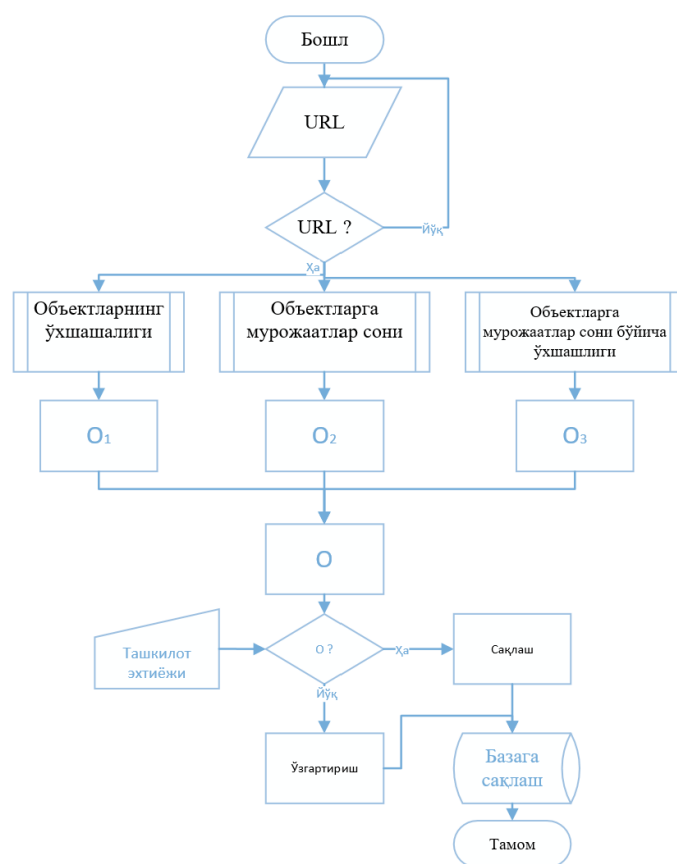 Бошл
URL
URL ?
Йўқ
Ҳа
Объектларнинг
ўхшашалиги
Объектларга
мурожаатлар сони
Объектларга
мурожаатлар сони бўйича
ўхшашлиги
O1
O2
O3
O
Ташкилот
эхтиёжи
O ?
Ҳа
Сақлаш
Йўқ
Ўзгартириш
Базага
сақлаш
Тамом